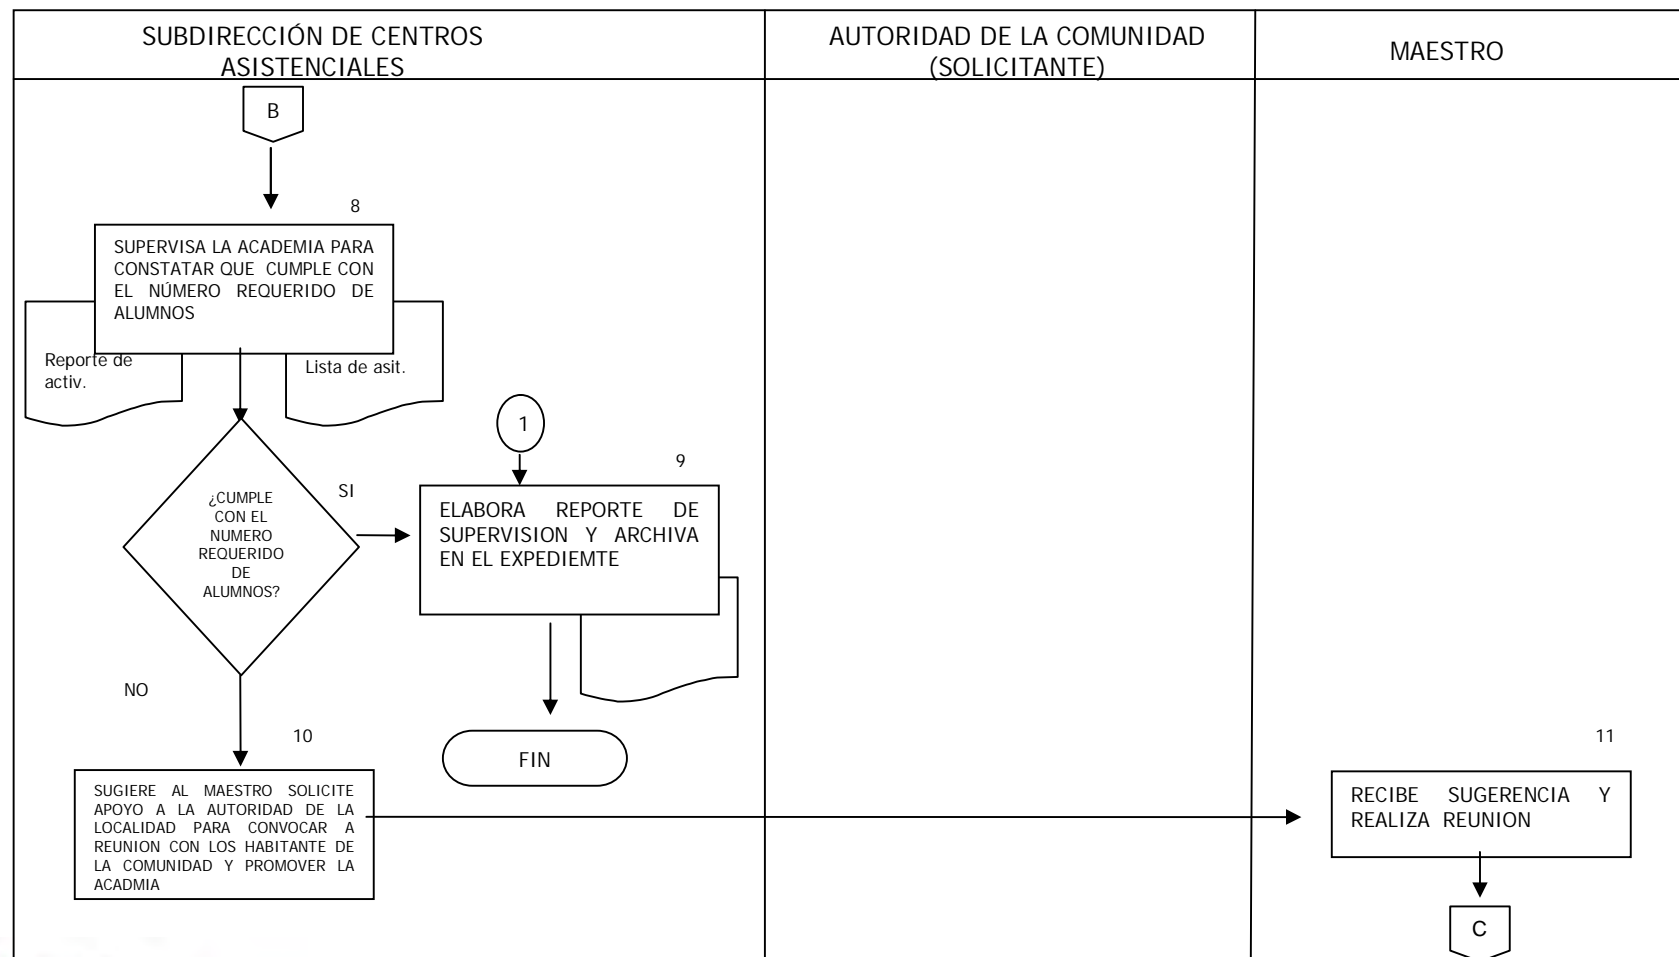 SUBDIRECCIÓN DE CENTROS
ASISTENCIALES
AUTORIDAD DE LA COMUNIDAD
(SOLICITANTE)
MAESTRO
B
8
SUPERVISA LA ACADEMIA PARA
CONSTATAR QUE CUMPLE CON
EL NÚMERO REQUERIDO DE
ALUMNOS
Reporte de
activ.
Lista de asit.
1
9
¿CUMPLE
CON EL
NUMERO
REQUERIDO
DE
ALUMNOS?
SI
ELABORA REPORTE DE
SUPERVISION Y ARCHIVA
EN EL EXPEDIEMTE
NO
FIN
10
SUGIERE AL MAESTRO SOLICITE
APOYO A LA AUTORIDAD DE LA
LOCALIDAD PARA CONVOCAR A
REUNION CON LOS HABITANTE DE
LA COMUNIDAD Y PROMOVER LA
ACADMIA
11
RECIBE SUGERENCIA Y
REALIZA REUNION
C